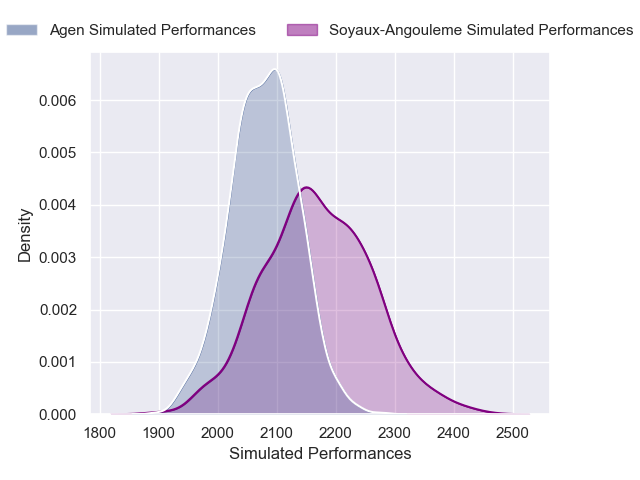 Agen Simulated Performances
Soyaux-Angouleme Simulated Performances
0.006
0.005
0.004
0.003
0.002
0.001
0.000
Density
1800 1900 2000 2100 2200 2300 2400 2500
Simulated Performances